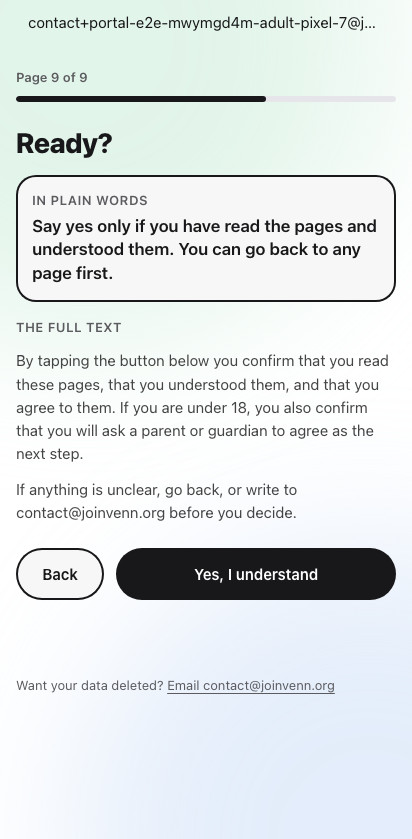 contact+portal-e2e-mwymgd4m-adult-pixel-7@j...
Page 9 of 9
Ready?
IN PLAIN WORDS
Say yes only if you have read the pages and
understood them. You can go back to any
page first.
THE FULL TEXT
By tapping the button below you confirm that you read
these pages, that you understood them, and that you
agree to them. If you are under 18, you also confirm
that you will ask a parent or guardian to agree as the
next step.
If anything is unclear, go back, or write to
contact@joinvenn.org before you decide.
Back
Yes, I understand
Want your data deleted? Email contact@joinvenn.org